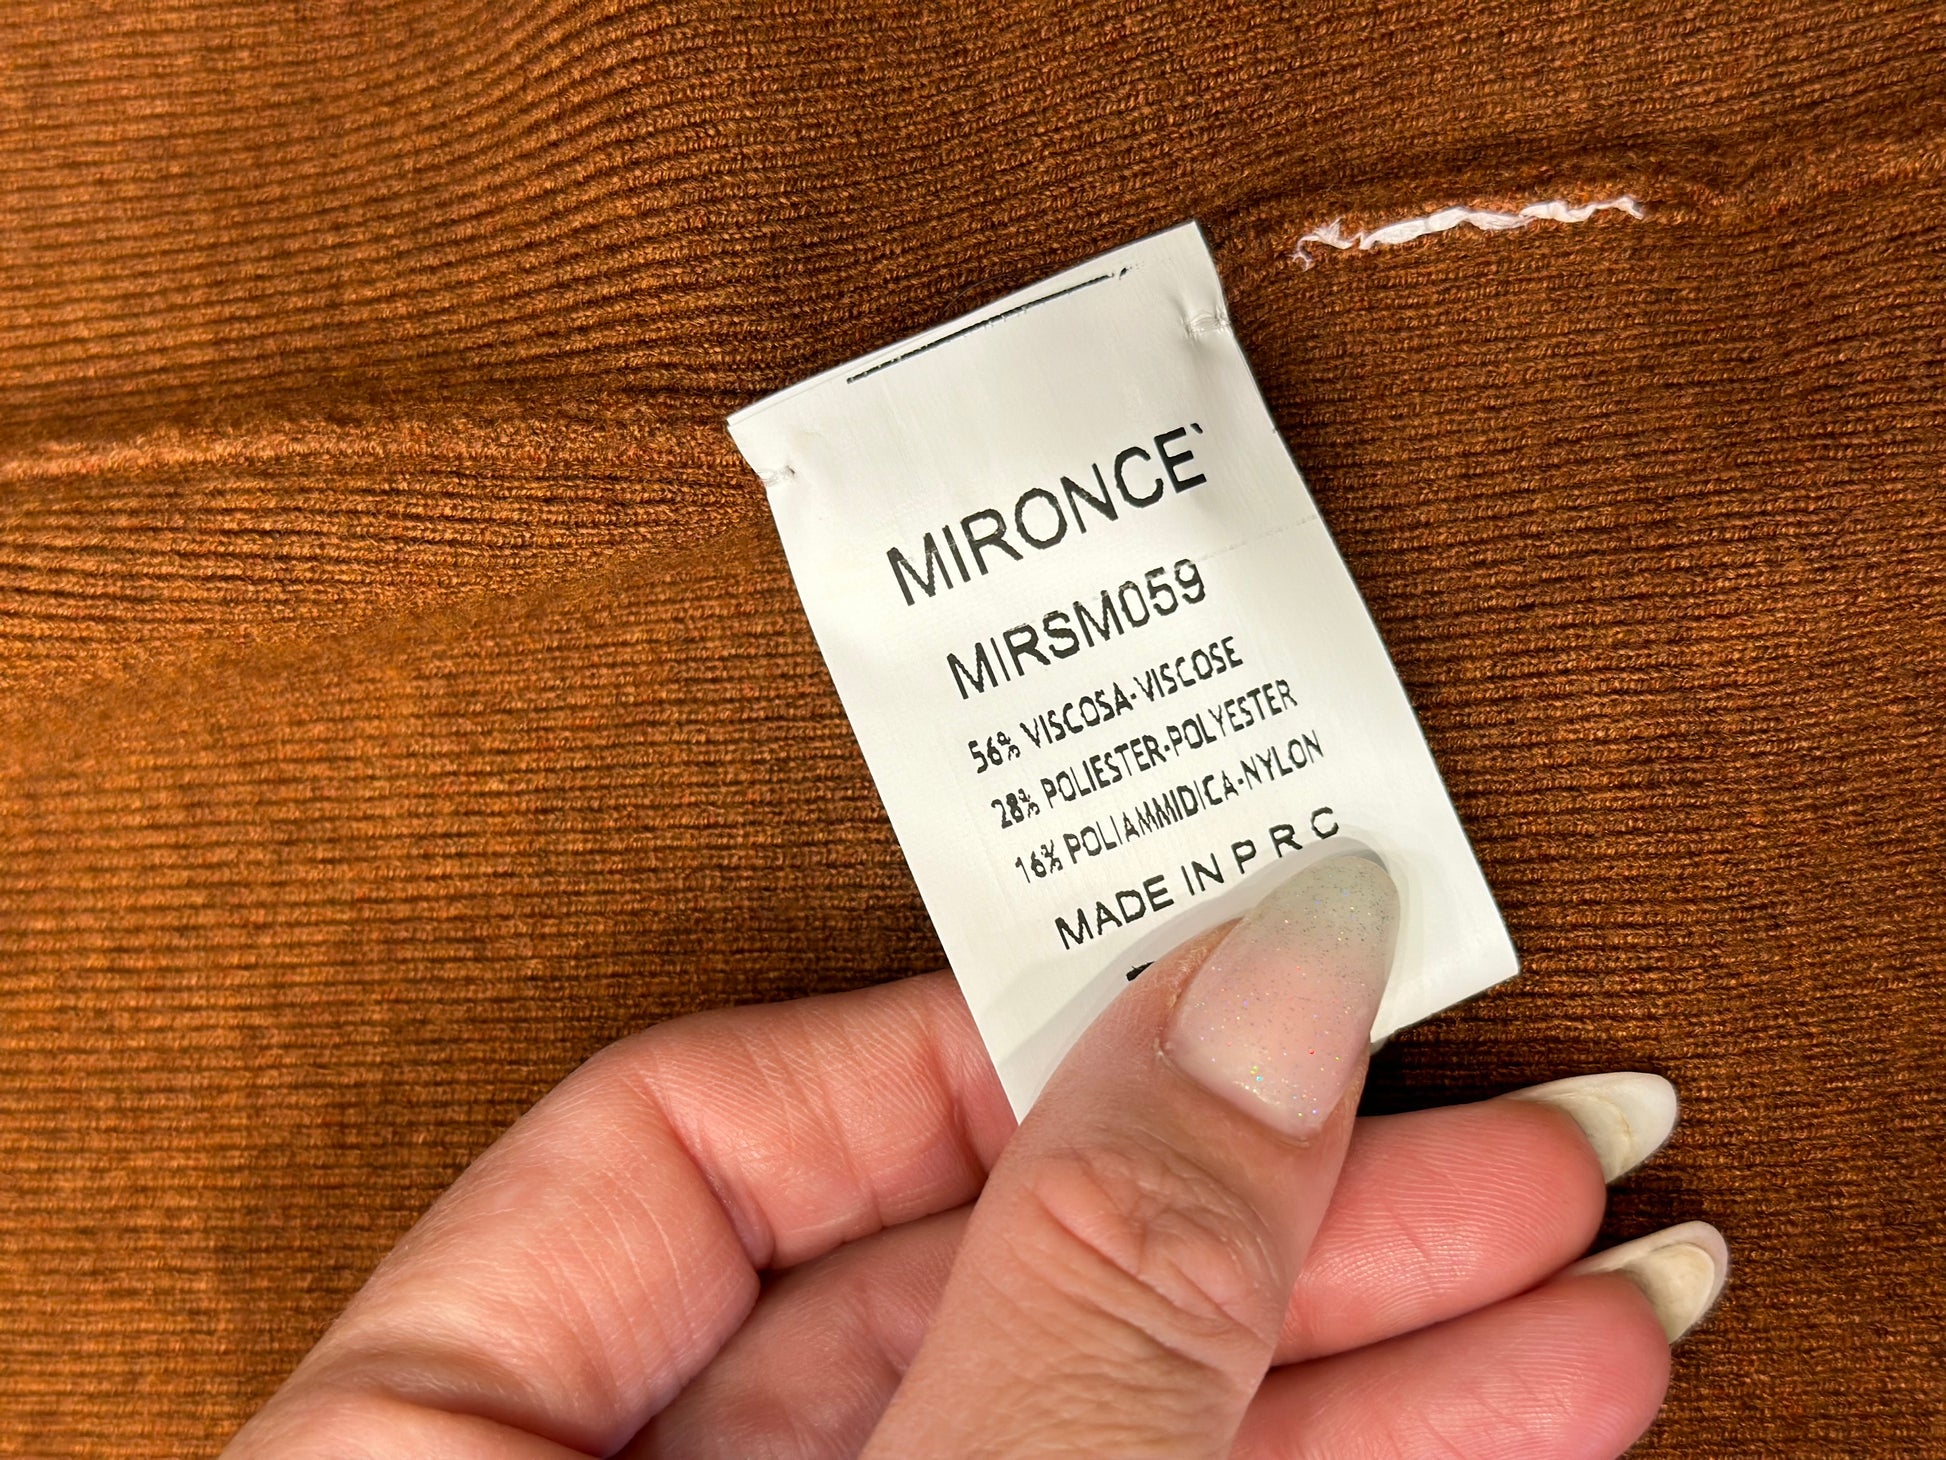 MIRONCE`
MIRSM059
56% VISCOSA-VISCOSE
28% POLIESTER-POLYESTER
16% POLIAMMIDICA-NYLON
MADE IN P R C